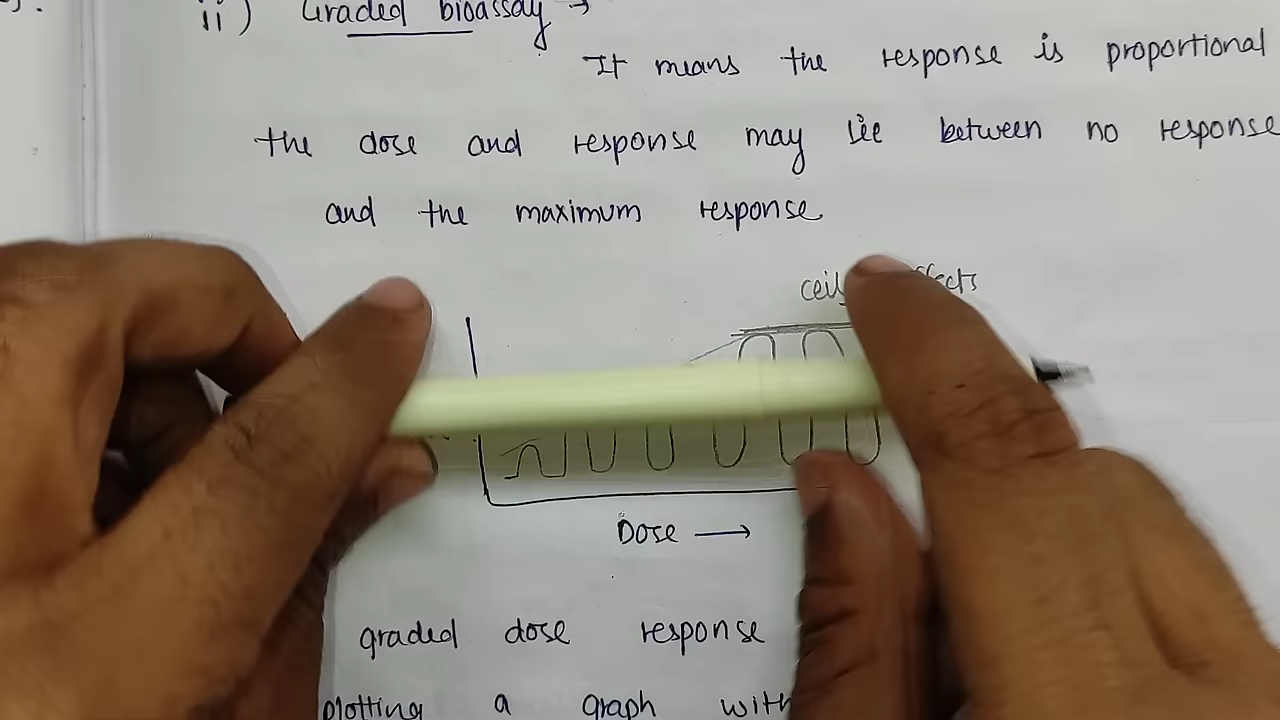 ii) Graded bioassay →
It means the response is proportional
the dose and response may lie between no response
and the maximum response.
Dose →
graded dose response
plotting a graph with